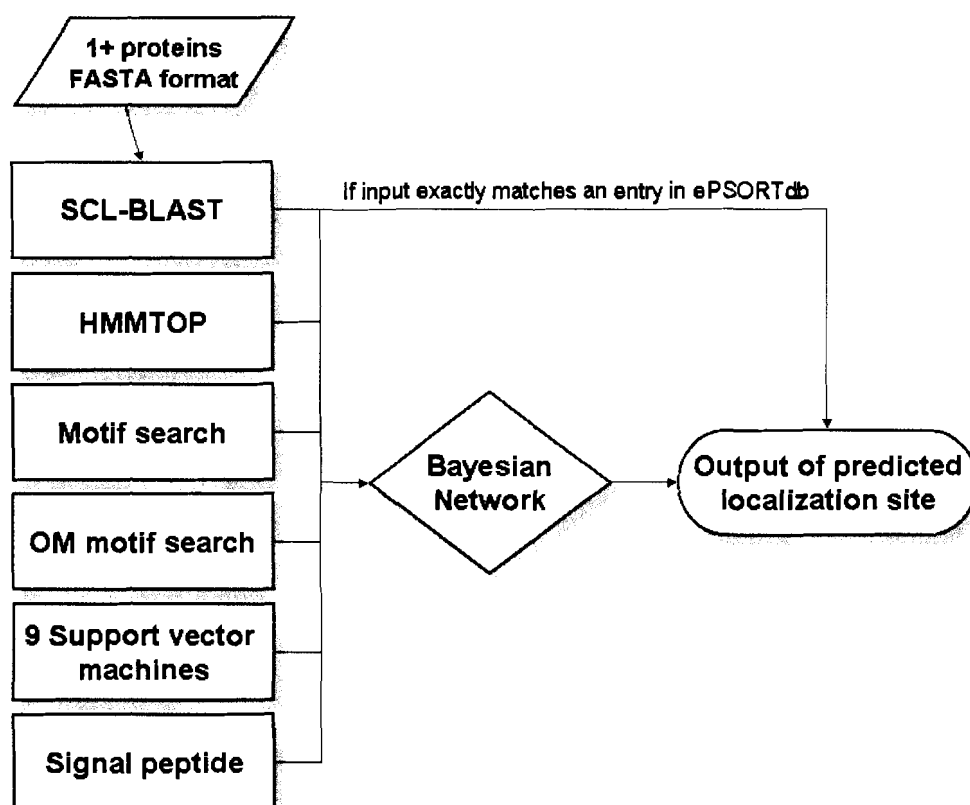 1+ proteins
FASTA format
SCL-BLAST
If input exactly matches an entry in ePSORTdb
HMMTOP
Motif search
Bayesian
Network
Output of predicted
localization site
OM motif search
9 Support vector
machines
Signal peptide